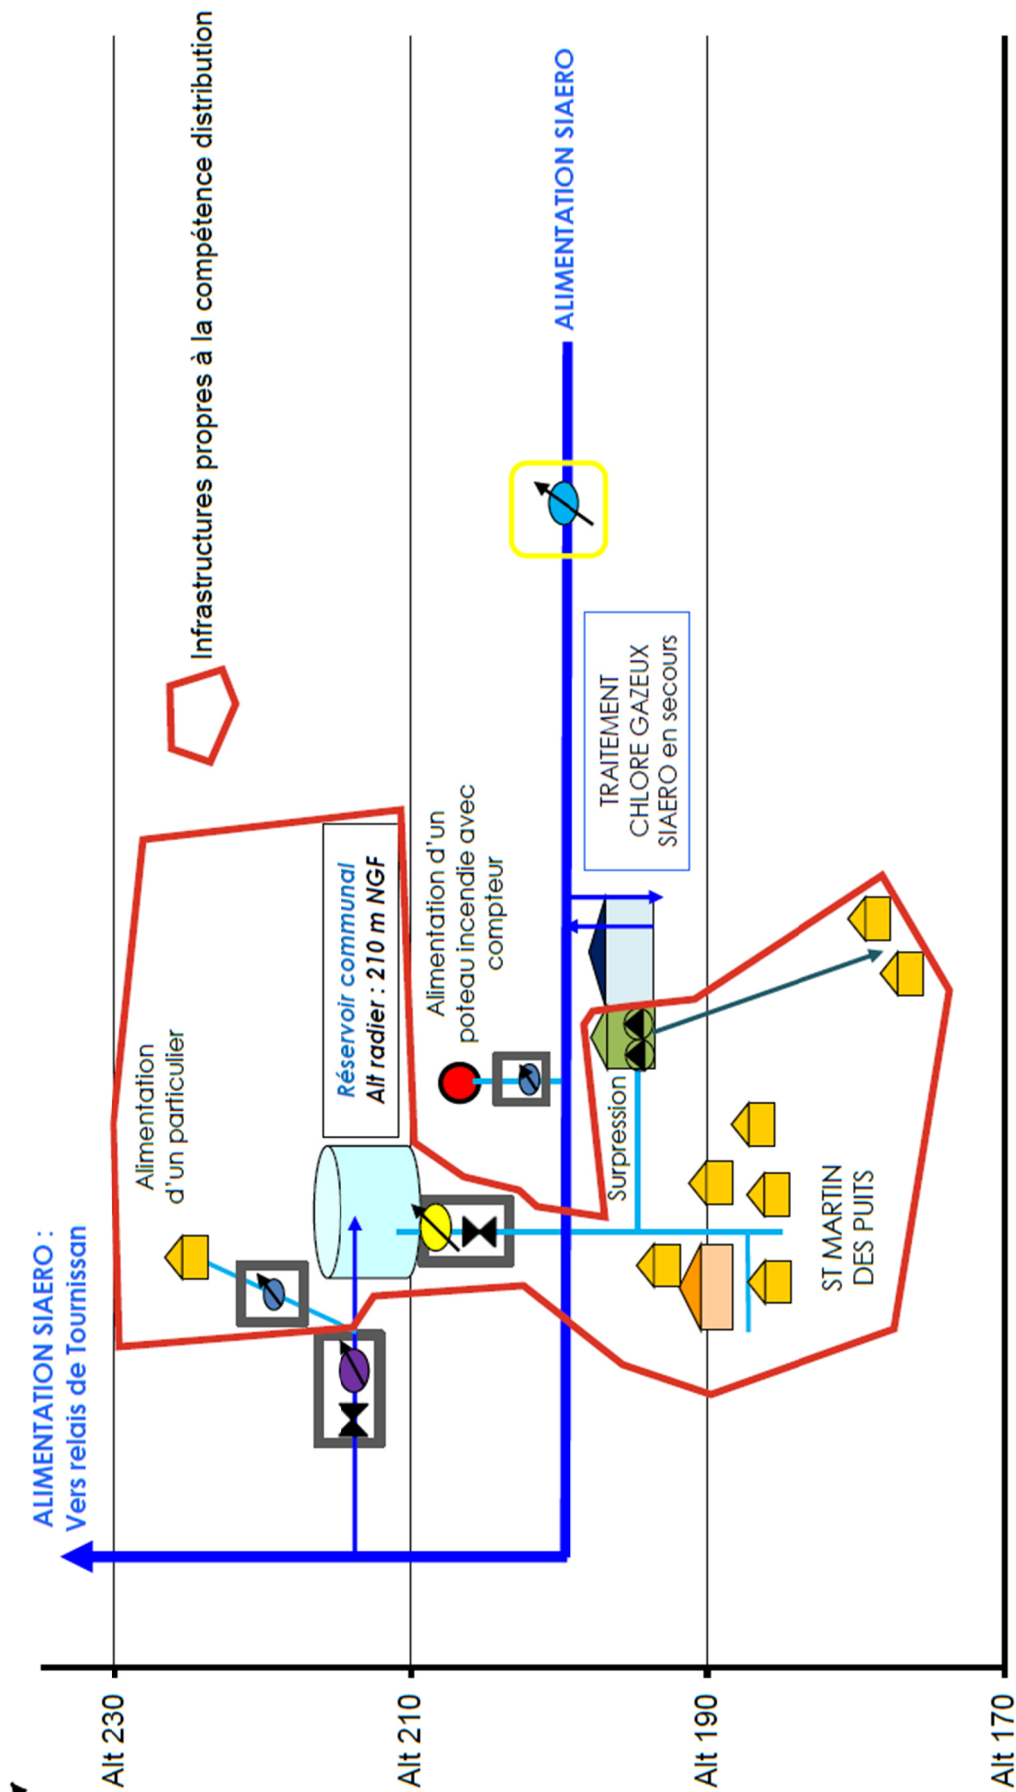 ALIMENTATION SIAERO :
Vers relais de Tournissan
Infrastructures propres à la compétence distribution
Alimentation
d'un particulier
Réservoir communal
Alt radier : 210 m NGF
Alimentation d'un
poteau incendie avec
compteur
ALIMENTATION SIAERO
TRAITEMENT
CHLORE GAZEUX
SIAERO en secours
Surpression
ST MARTIN
DES PUITS
Alt 230
Alt 210
Alt 190
Alt 170